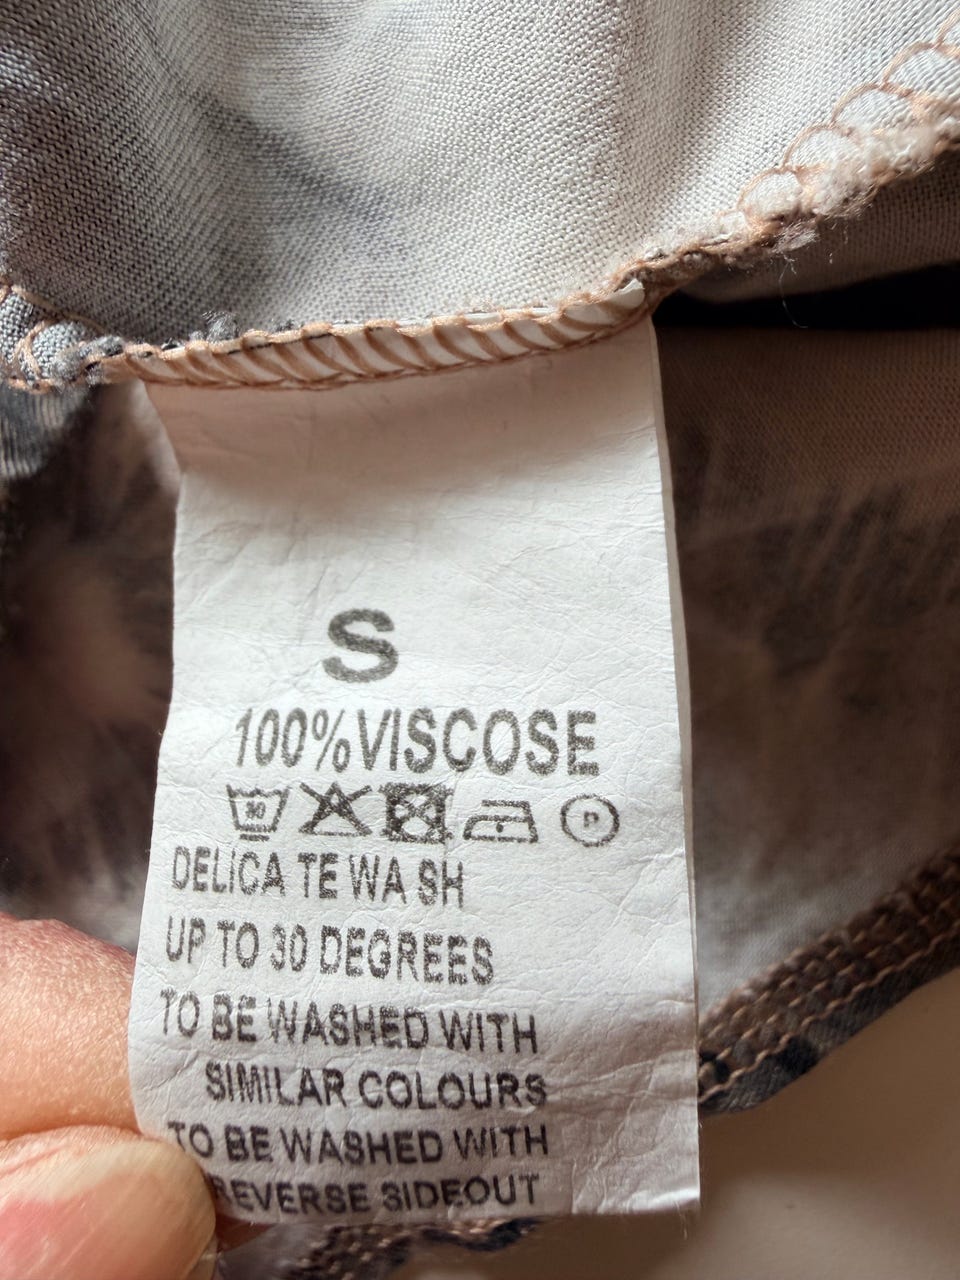 S
100% VISCOSE
30 P
DELICA TE WA SH
UP TO 30 DEGREES
TO BE WASHED WITH
SIMILAR COLOURS
TO BE WASHED WITH
REVERSE SIDEOUT